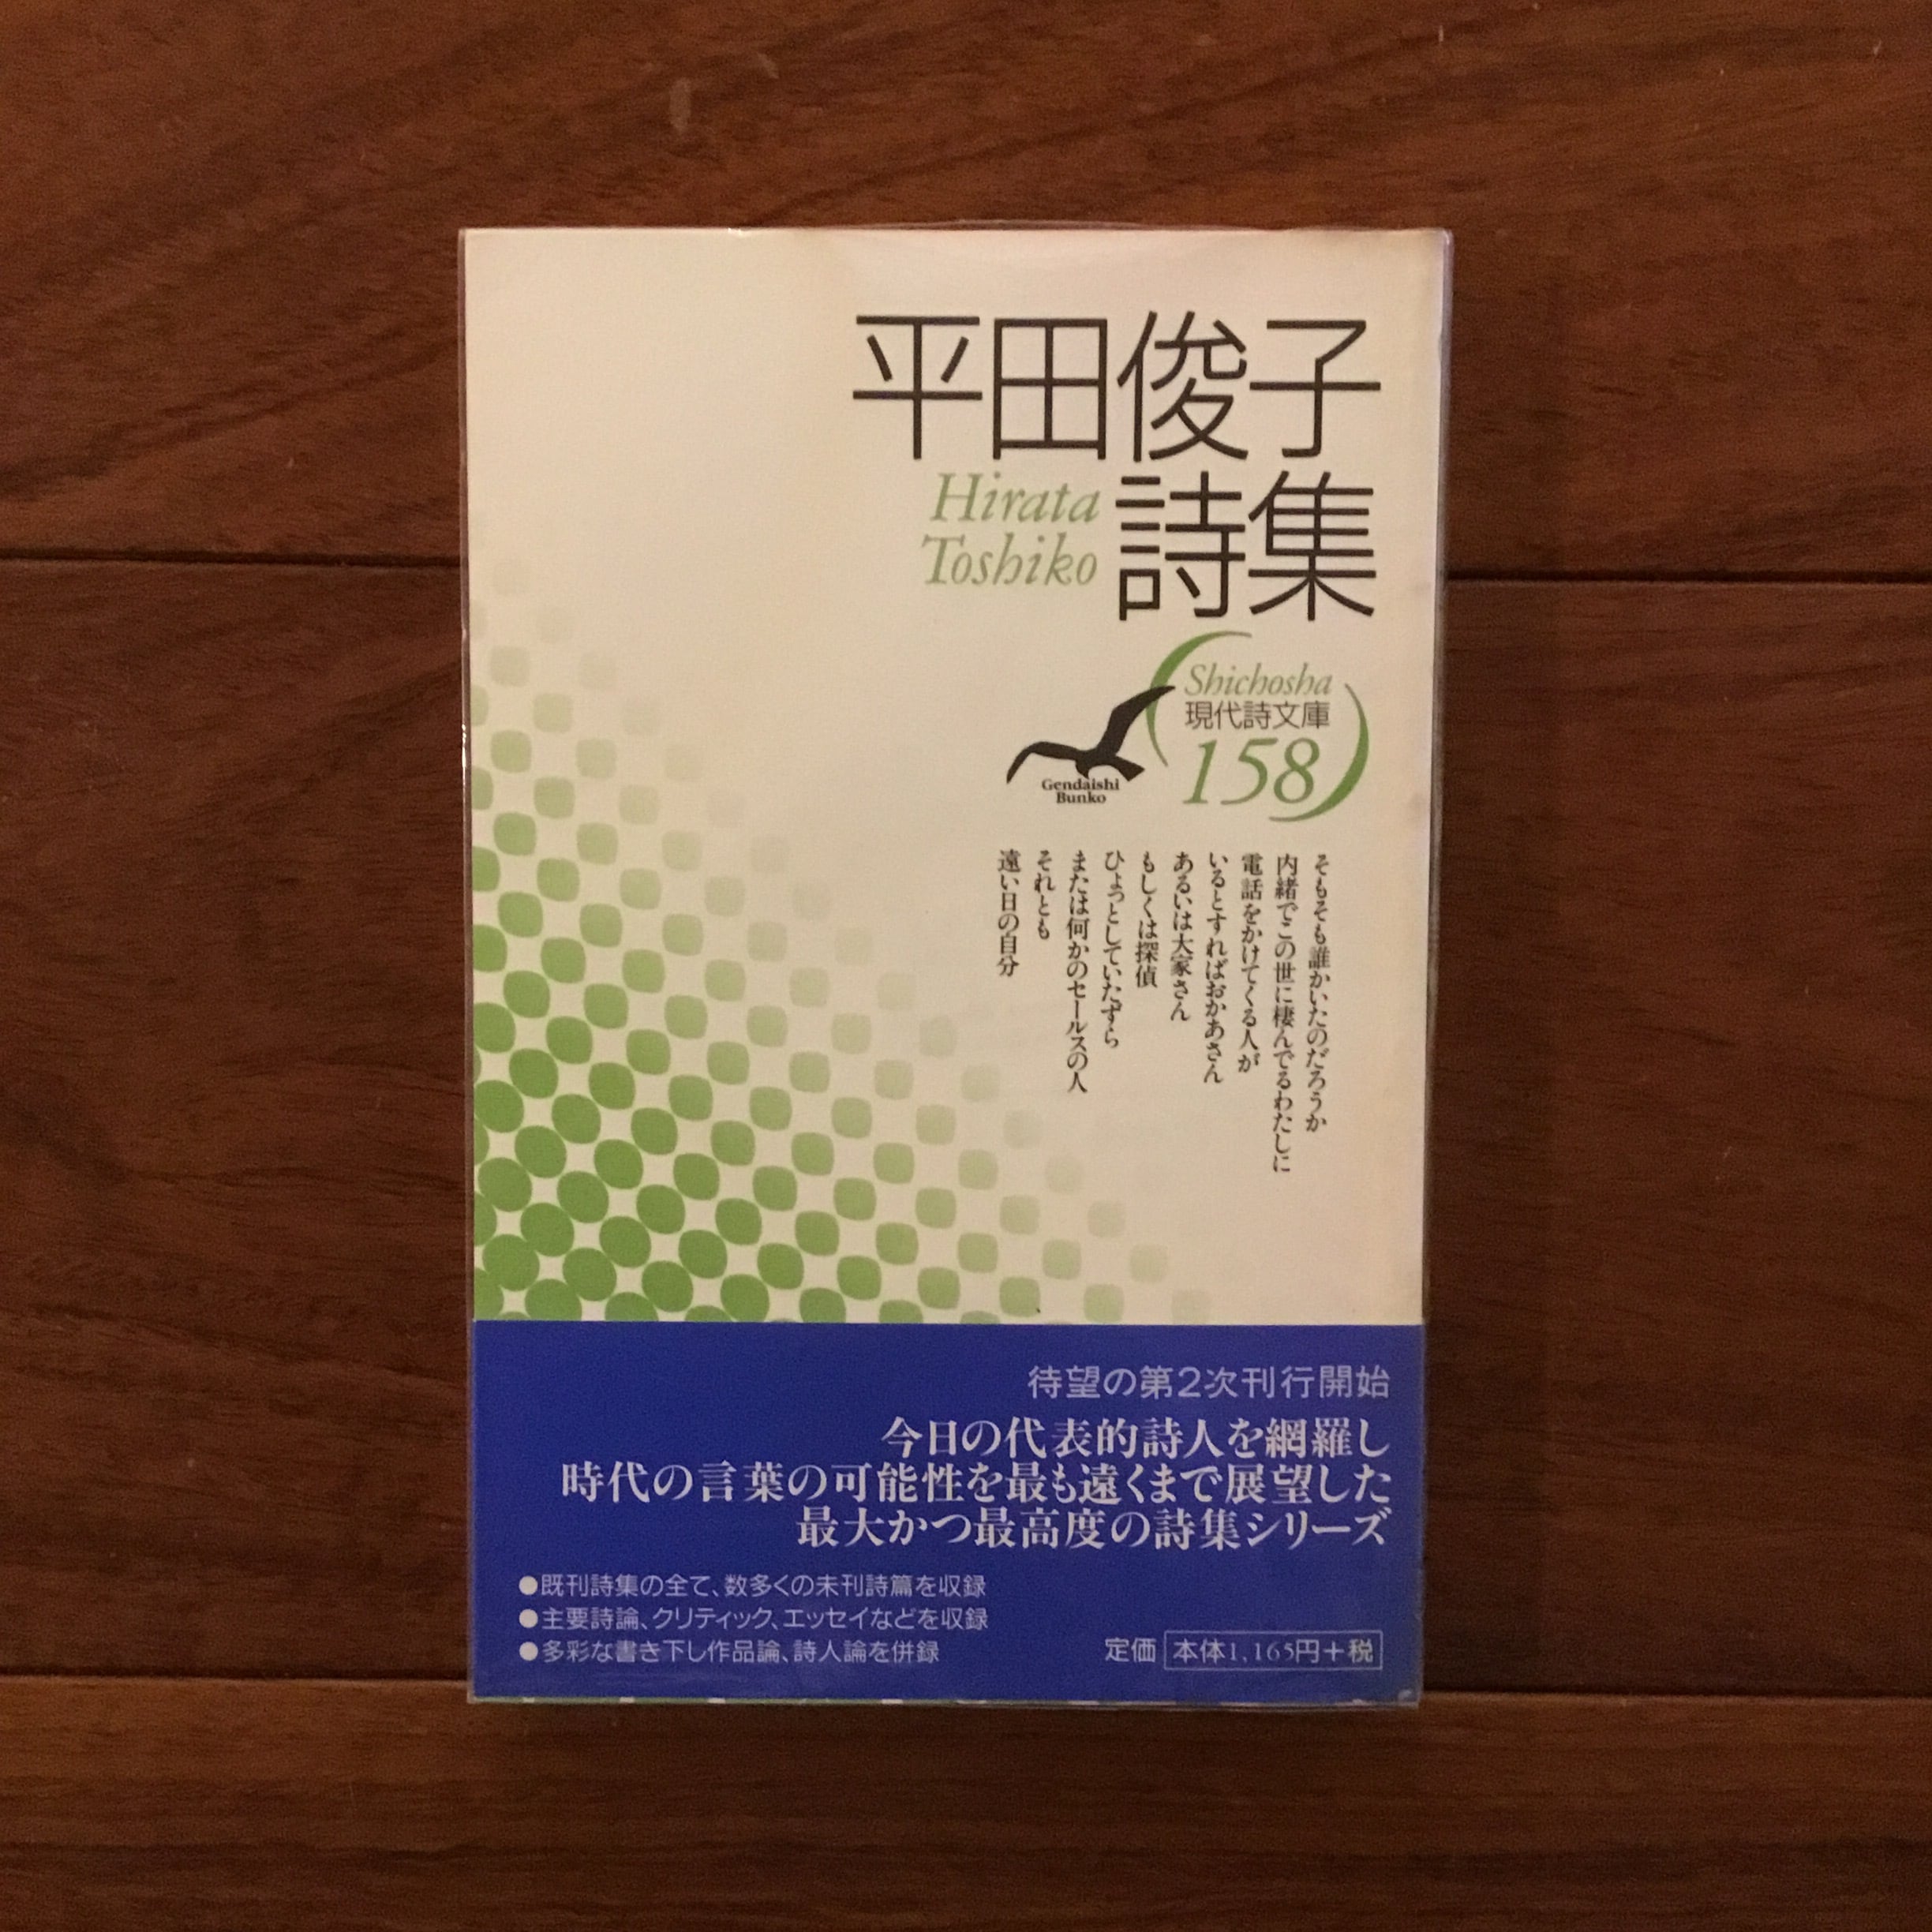 平田俊子
詩集
Hirata
Toshiko
Shichosha
現代詩文庫
158
Gendaishi
Bunko
そもそも誰かいたのだろうか
内緒でこの世に棲んでるわたしに
電話をかけてくる人が
いるとすればおかあさん
あるいは大家さん
もしくは探偵
ひょっとしていたずら
または何かのセールスの人
それとも
遠い日の自分
待望の第2次刊行開始
今日の代表的詩人を網羅し
時代の言葉の可能性を最も遠くまで展望した
最大かつ最高度の詩集シリーズ
●既刊詩集の全て、数多くの未刊詩篇を収録
●主要詩論、クリティック、エッセイなどを収録
●多彩な書き下し作品論、詩人論を併録
定価 本体1,165円+税